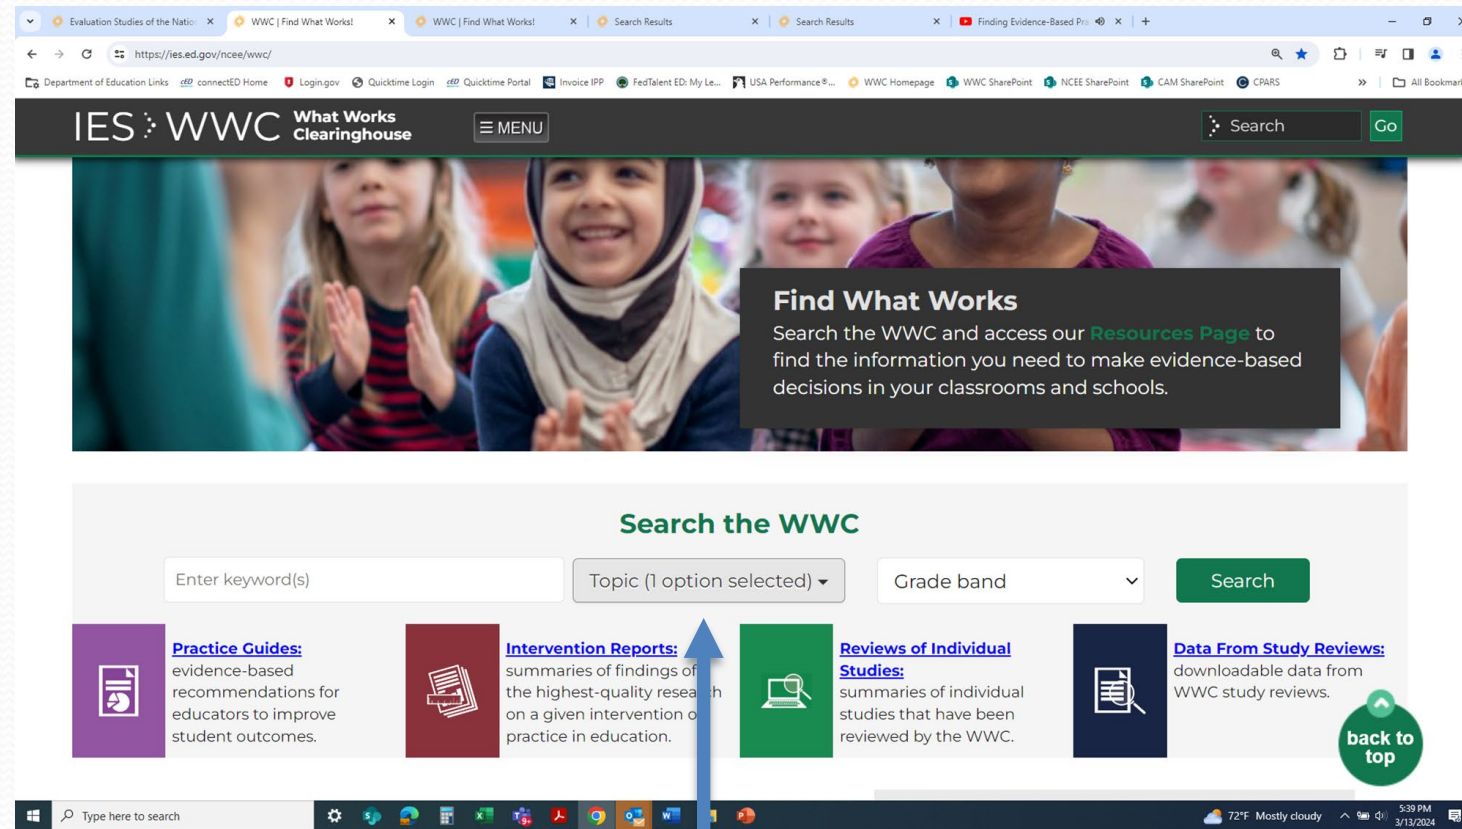 Evaluation Studies of the Natio
WWC | Find What Works!
WWC | Find What Works!
Search Results
Search Results
Finding Evidence-Based Pra
https://ies.ed.gov/ncee/wwc/
Department of Education Links
connectED Home
Login.gov
Quicktime Login
Quicktime Portal
Invoice IPP
FedTalent ED: My Le...
USA Performance®...
WWC Homepage
WWC SharePoint
NCEE SharePoint
CAM SharePoint
CPARS
All Bookmark
IES WWC What Works
Clearinghouse
MENU
Search
Go
Find What Works
Search the WWC and access our Resources Page to
find the information you need to make evidence-based
decisions in your classrooms and schools.
Search the WWC
Enter keyword(s)
Topic (1 option selected)
Grade band
Search
Practice Guides:
evidence-based
recommendations for
educators to improve
student outcomes.
Intervention Reports:
summaries of findings of
the highest-quality research
on a given intervention o
practice in education.
Reviews of Individual
Studies:
summaries of individual
studies that have been
reviewed by the WWC.
Data From Study Reviews:
downloadable data from
WWC study reviews.
back to
top
Type here to search
72°F Mostly cloudy
5:39 PM
3/13/2024